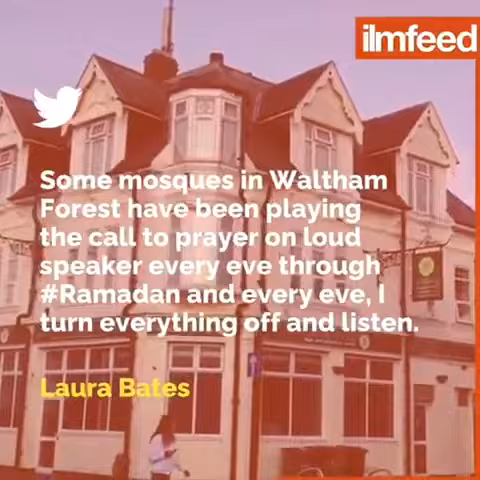 ilmfeed
Some mosques in Waltham
Forest have been playing
the call to prayer on loud
speaker every eve through
#Ramadan and every eve, I
turn everything off and listen.
Laura Bates